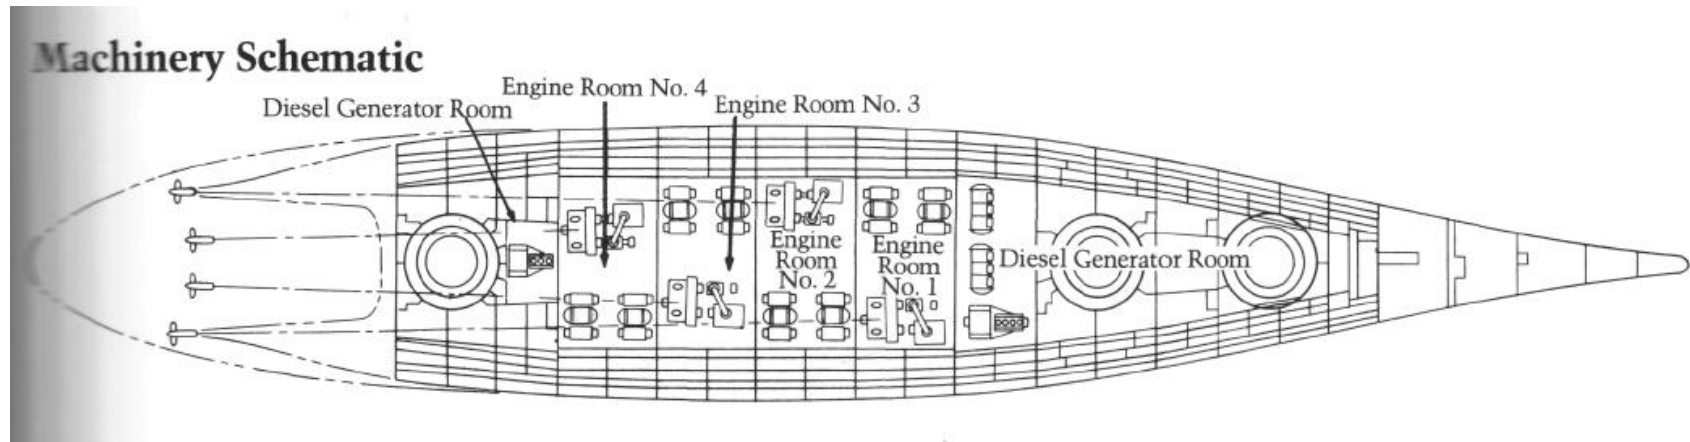 Machinery Schematic
Engine Room No. 4
Diesel Generator Room
Engine Room No. 3
Engine
Room
No. 2
Engine
Room
No. 1
Diesel Generator Room